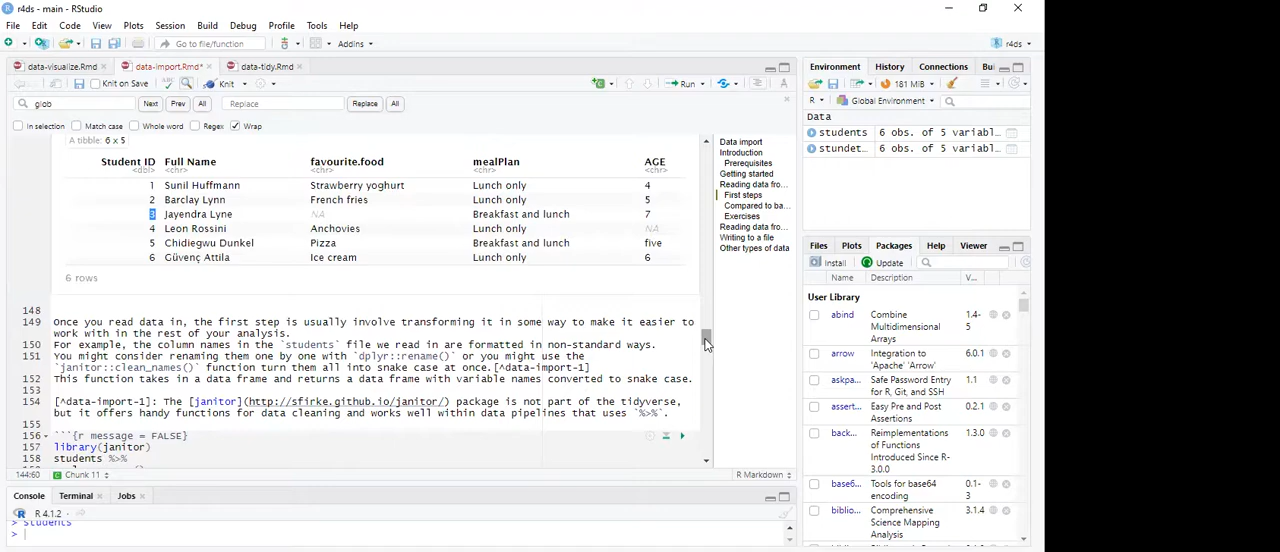 r4ds - main - RStudio
File Edit Code View Plots Session Build Debug Profile Tools Help
Go to file/function Addins r4ds
data-visualize.Rmd data-import.Rmd* data-tidy.Rmd
Knit on Save Knit Run
glob Next Prev All Replace Replace All
In selection Match case Whole word Regex Wrap
A tibble: 6 x 5
Student ID Full Name favourite.food mealPlan AGE
<dbl> <chr> <chr> <chr> <chr>
1 Sunil Huffmann Strawberry yoghurt Lunch only 4
2 Barclay Lynn French fries Lunch only 5
3 Jayendra Lyne NA Breakfast and lunch 7
4 Leon Rossini Anchovies Lunch only NA
5 Chidiegwu Dunkel Pizza Breakfast and lunch five
6 Güvenç Attila Ice cream Lunch only 6
6 rows
148
149 Once you read data in, the first step is usually involve transforming it in some way to make it easier to
work with in the rest of your analysis.
150 For example, the column names in the `students` file we read in are formatted in non-standard ways.
151 You might consider renaming them one by one with `dplyr::rename()` or you might use the
`janitor::clean_names()` function turn them all into snake case at once.[^data-import-1]
152 This function takes in a data frame and returns a data frame with variable names converted to snake case.
153
154 [^data-import-1]: The [janitor](http://sfirke.github.io/janitor/) package is not part of the tidyverse,
but it offers handy functions for data cleaning and works well within data pipelines that uses `%>%`.
155
156 ```{r message = FALSE}
157 library(janitor)
158 students %>%
144:60 Chunk 11 R Markdown
Data import
Introduction
Prerequisites
Getting started
Reading data fro...
First steps
Compared to ba...
Exercises
Reading data fro...
Writing to a file
Other types of data
Console Terminal Jobs
R 4.1.2 ·
> students
>
Environment History Connections Bu
181 MiB
R Global Environment
Data
students 6 obs. of 5 variabl...
stundet... 6 obs. of 5 variabl...
Files Plots Packages Help Viewer
Install Update
Name Description V...
User Library
abind Combine Multidimensional Arrays 1.4-5
arrow Integration to 'Apache' 'Arrow' 6.0.1
askpa... Safe Password Entry for R, Git, and SSH 1.1
assert... Easy Pre and Post Assertions 0.2.1
back... Reimplementations of Functions Introduced Since R-3.0.0 1.4.0
base6... Tools for base64 encoding 0.1-3
biblio... Comprehensive Science Mapping Analysis 3.1.4